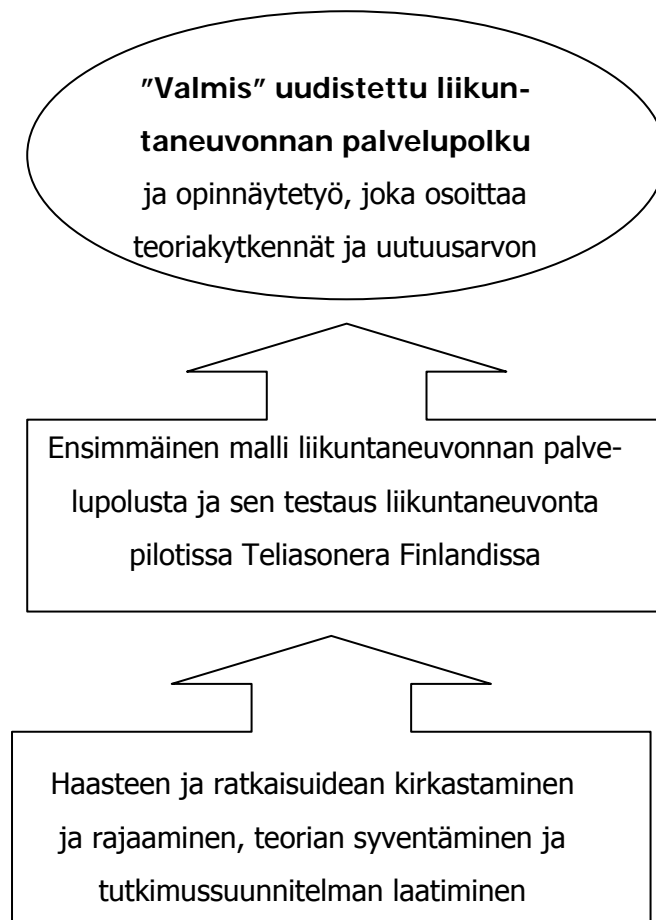 ”Valmis” uudistettu liikun-
taneuvonnan palvelupolku
ja opinnäytetyö, joka osoittaa
teoriakytkennät ja uutuusarvon
Ensimmäinen malli liikuntaneuvonnan palve-
lupolusta ja sen testaus liikuntaneuvonta
pilotissa Teliasonera Finlandissa
Haasteen ja ratkaisuidean kirkastaminen
ja rajaaminen, teorian syventäminen ja
tutkimussuunnitelman laatiminen